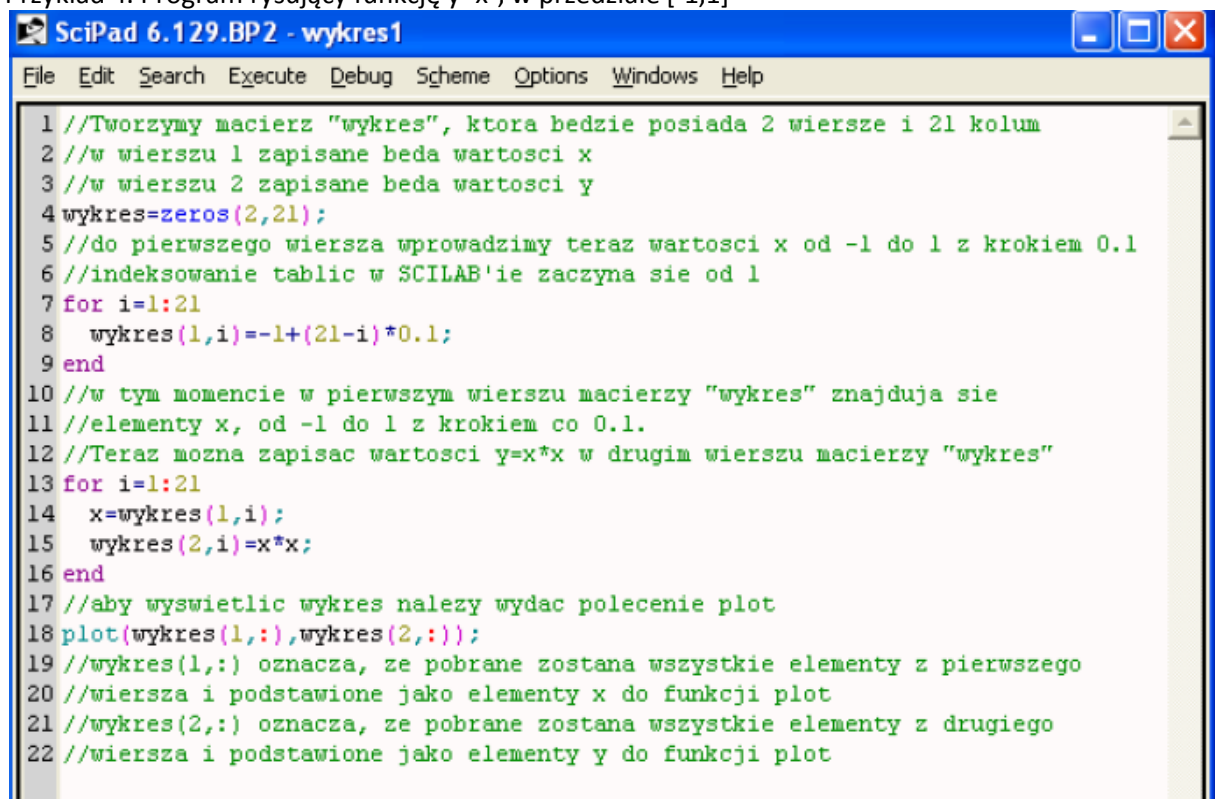 SciPad 6.129.BP2 - wykres1
File Edit Search Execute Debug Scheme Options Windows Help
1 //Tworzymy macierz "wykres", ktora bedzie posiada 2 wiersze i 21 kolum
2 //w wierszu 1 zapisane beda wartosci x
3 //w wierszu 2 zapisane beda wartosci y
4 wykres=zeros(2,21);
5 //do pierwszego wiersza wprowadzimy teraz wartosci x od -1 do 1 z krokiem 0.1
6 //indeksowanie tablic w SCILAB'ie zaczyna sie od 1
7 for i=1:21
8 wykres(1,i)=-1+(21-i)*0.1;
9 end
10 //w tym momencie w pierwszym wierszu macierzy "wykres" znajduja sie
11 //elementy x, od -1 do 1 z krokiem co 0.1.
12 //Teraz mozna zapisac wartosci y=x*x w drugim wierszu macierzy "wykres"
13 for i=1:21
14 x=wykres(1,i);
15 wykres(2,i)=x*x;
16 end
17 //aby wyswietlic wykres nalezy wydac polecenie plot
18 plot(wykres(1,:),wykres(2,:));
19 //wykres(1,:) oznacza, ze pobrane zostana wszystkie elementy z pierwszego
20 //wiersza i podstawione jako elementy x do funkcji plot
21 //wykres(2,:) oznacza, ze pobrane zostana wszystkie elementy z drugiego
22 //wiersza i podstawione jako elementy y do funkcji plot